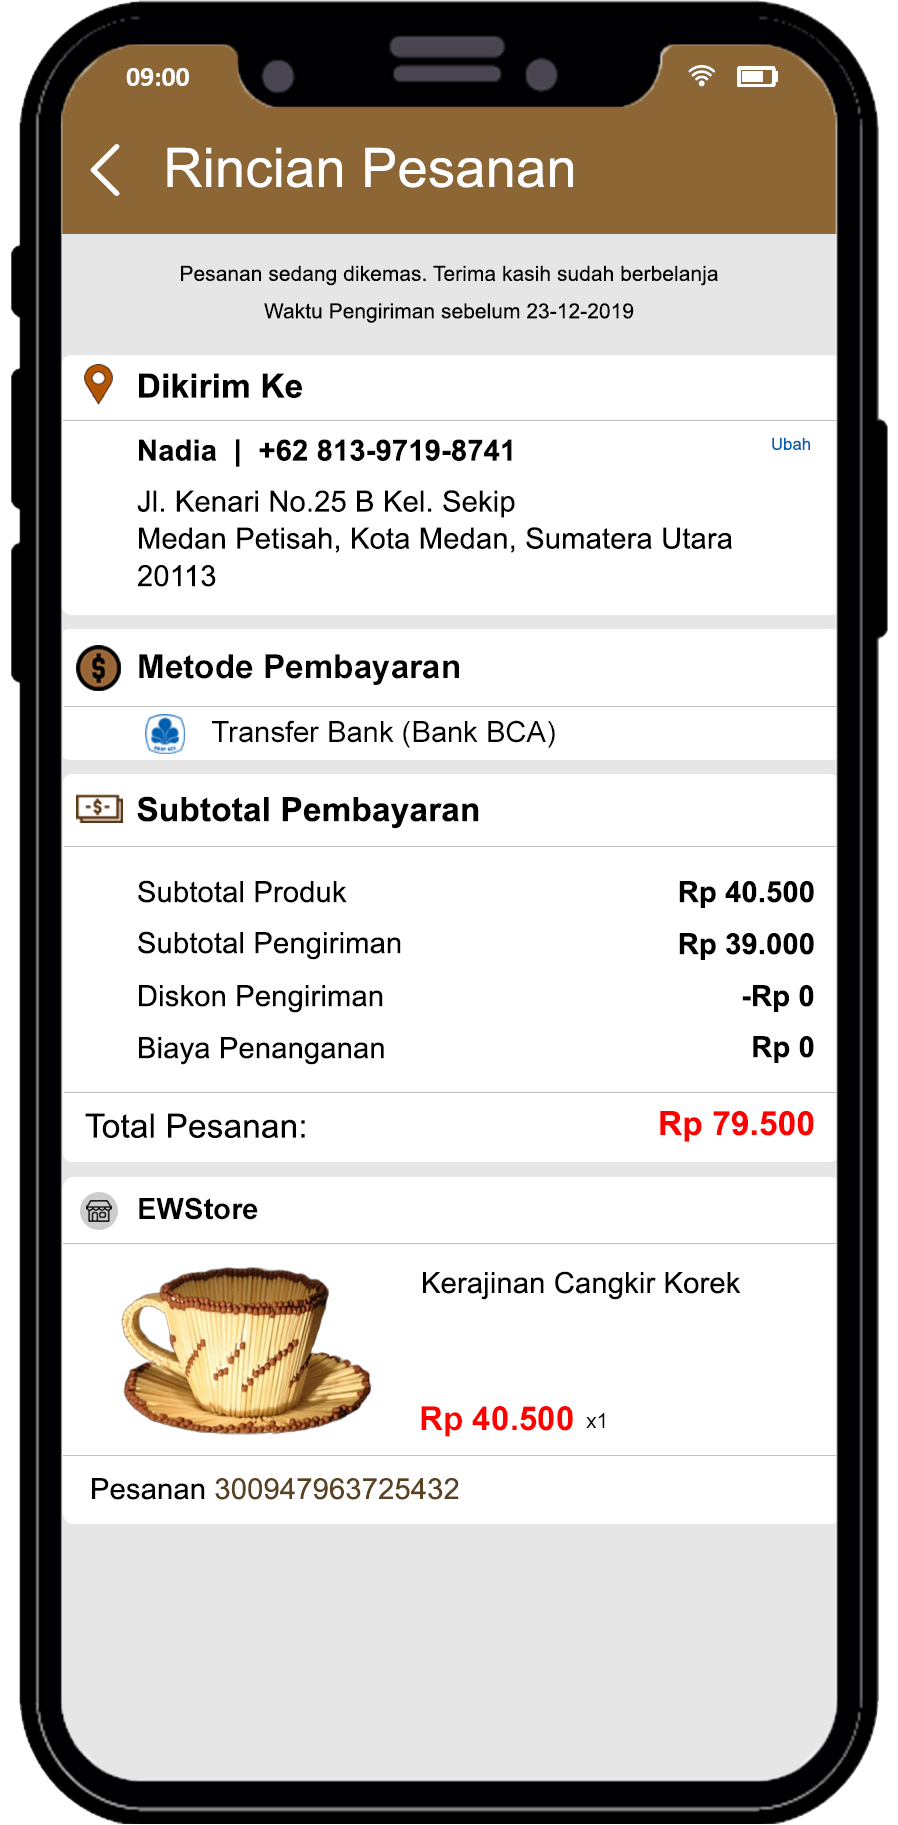 09:00
Rincian Pesanan
Pesanan sedang dikemas. Terima kasih sudah berbelanja
Waktu Pengiriman sebelum 23-12-2019
Dikirim Ke
Nadia | +62 813-9719-8741
Ubah
Jl. Kenari No.25 B Kel. Sekip
Medan Petisah, Kota Medan, Sumatera Utara
20113
Metode Pembayaran
Transfer Bank (Bank BCA)
-$- Subtotal Pembayaran
Subtotal Produk Rp 40.500
Subtotal Pengiriman Rp 39.000
Diskon Pengiriman -Rp 0
Biaya Penanganan Rp 0
Total Pesanan: Rp 79.500
EWStore
Kerajinan Cangkir Korek
Rp 40.500 x1
Pesanan 300947963725432